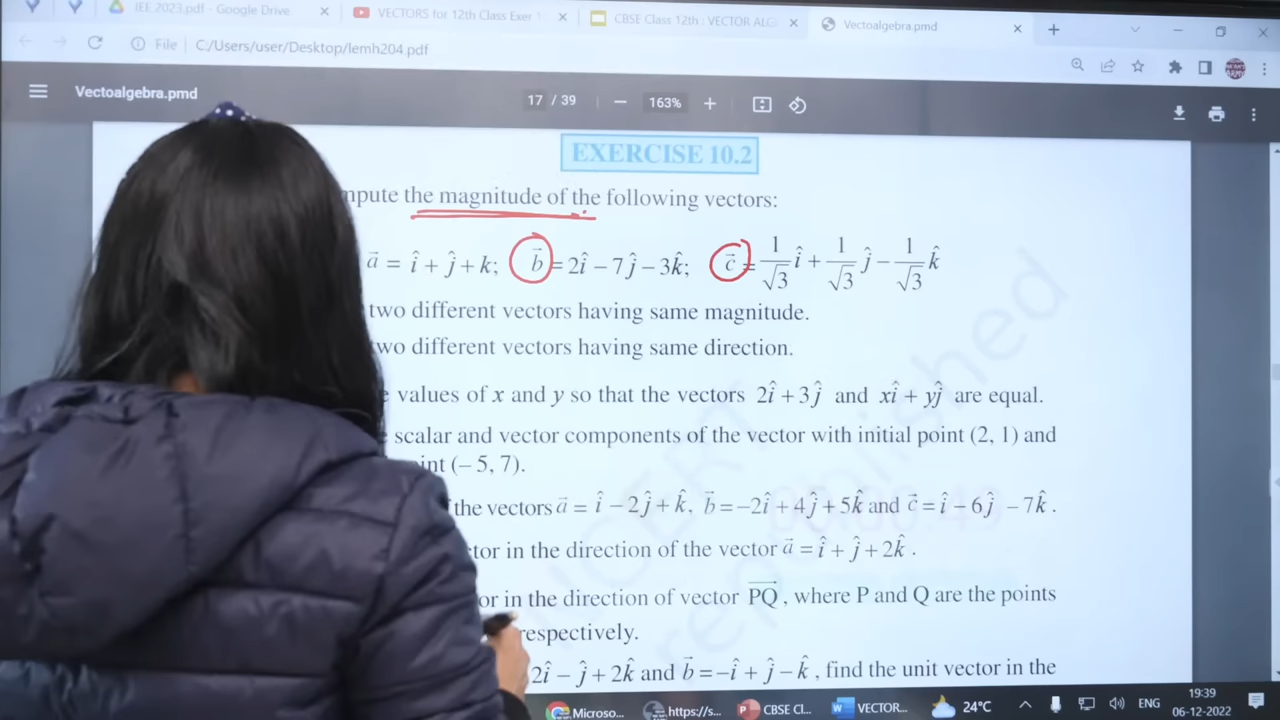 IEE 2023.pdf - Google Drive
VECTORS for 12th Class Exer 1
CBSE Class 12th : VECTOR ALG
Vectoalgebra.pmd
File C:/Users/user/Desktop/lemh204.pdf
Vectoalgebra.pmd
17 / 39
163%
EXERCISE 10.2
mpute the magnitude of the following vectors:
a⃗ = î + ĵ + k; b⃗ = 2î − 7ĵ − 3k̂; c⃗ = 1/√3 î + 1/√3 ĵ − 1/√3 k̂
two different vectors having same magnitude.
wo different vectors having same direction.
e values of x and y so that the vectors 2î + 3ĵ and xî + yĵ are equal.
scalar and vector components of the vector with initial point (2, 1) and
int (– 5, 7).
the vectors a⃗ = î − 2ĵ + k̂, b⃗ = −2î + 4ĵ + 5k̂ and c⃗ = î − 6ĵ − 7k̂.
tor in the direction of the vector a⃗ = î + ĵ + 2k̂.
or in the direction of vector PQ⃗, where P and Q are the points
respectively.
2î − ĵ + 2k̂ and b⃗ = −î + ĵ − k̂, find the unit vector in the
Microso...
https://s...
CBSE Cl...
VECTOR...
24°C
ENG
19:39
06-12-2022